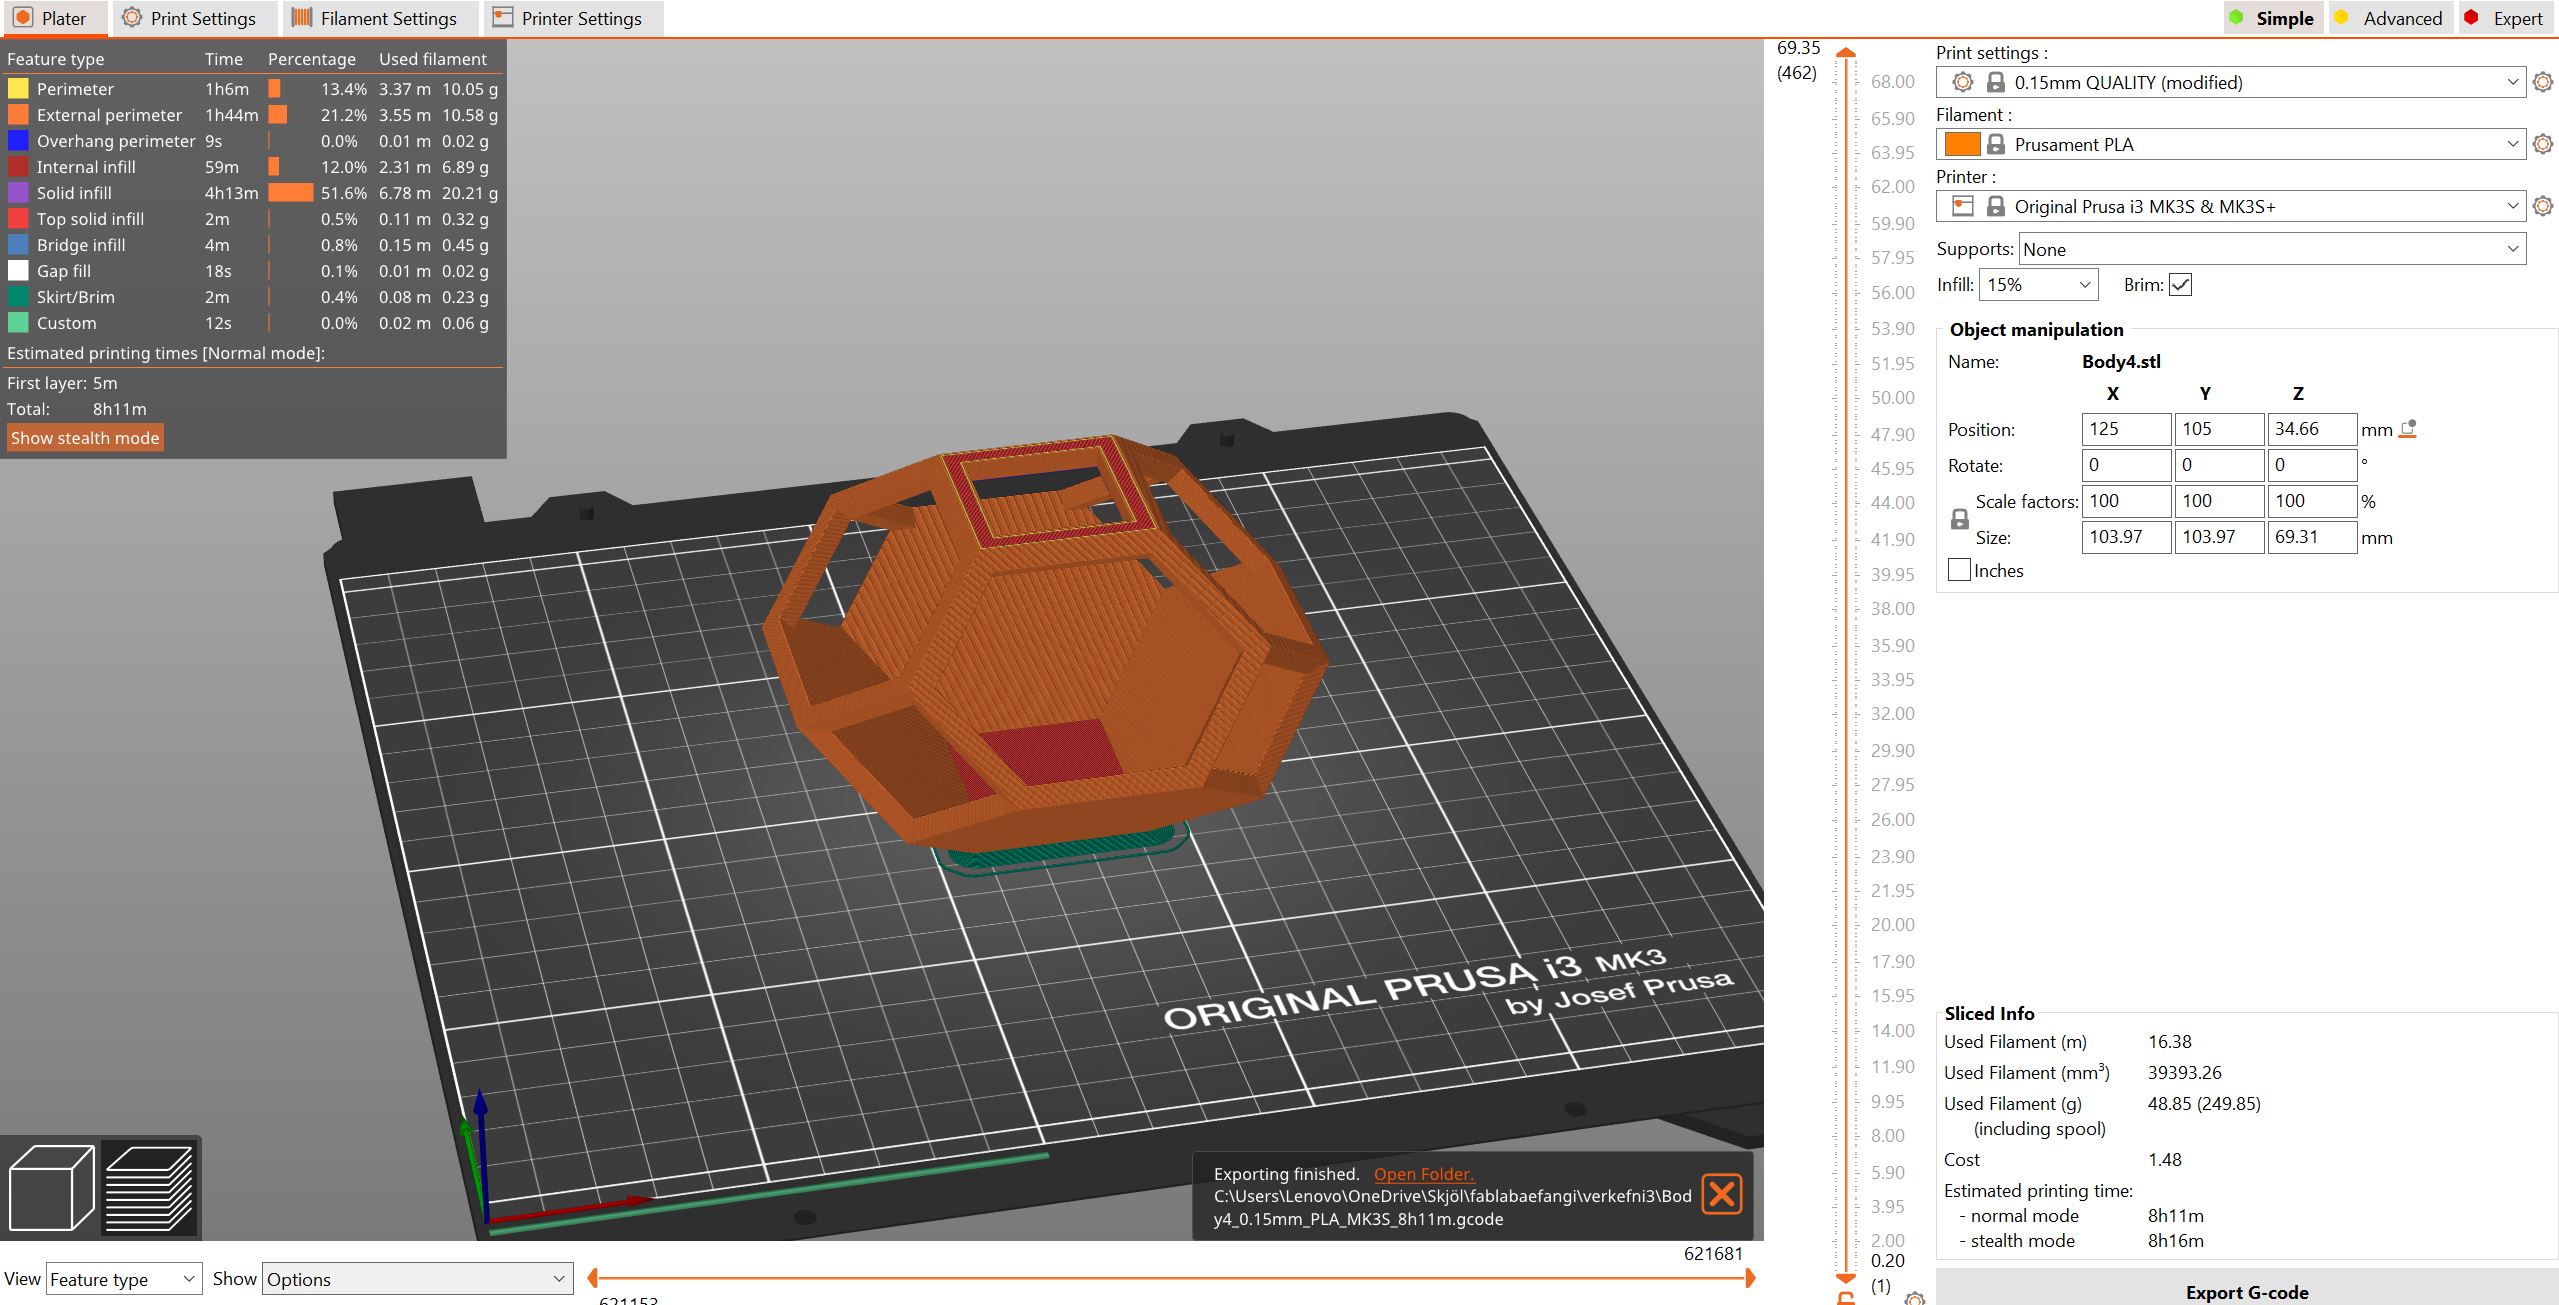 Plater Print Settings Filament Settings Printer Settings Simple Advanced Expert
Feature type Time Percentage Used filament
Perimeter 1h6m 13.4% 3.37 m 10.05 g
External perimeter 1h44m 21.2% 3.55 m 10.58 g
Overhang perimeter 9s 0.0% 0.01 m 0.02 g
Internal infill 59m 12.0% 2.31 m 6.89 g
Solid infill 4h13m 51.6% 6.78 m 20.21 g
Top solid infill 2m 0.5% 0.11 m 0.32 g
Bridge infill 4m 0.8% 0.15 m 0.45 g
Gap fill 18s 0.1% 0.01 m 0.02 g
Skirt/Brim 2m 0.4% 0.08 m 0.23 g
Custom 12s 0.0% 0.02 m 0.06 g
Estimated printing times [Normal mode]:
First layer: 5m
Total: 8h11m
Show stealth mode
ORIGINAL PRUSA i3 MK3
by Josef Prusa
Exporting finished. Open Folder.
C:\Users\Lenovo\OneDrive\Skjöl\fablabaefangi\verkefni3\Bod
y4_0.15mm_PLA_MK3S_8h11m.gcode
View Feature type Show Options
621681
621153
69.35
(462)
68.00
65.90
63.95
62.00
59.90
57.95
56.00
53.90
51.95
50.00
47.90
45.95
44.00
41.90
39.95
38.00
35.90
33.95
32.00
29.90
27.95
26.00
23.90
21.95
20.00
17.90
15.95
14.00
11.90
9.95
8.00
5.90
3.95
2.00
0.20
(1)
Print settings :
0.15mm QUALITY (modified)
Filament :
Prusament PLA
Printer :
Original Prusa i3 MK3S & MK3S+
Supports: None
Infill: 15% Brim:
Object manipulation
Name: Body4.stl
X Y Z
Position: 125 105 34.66 mm
Rotate: 0 0 0 °
Scale factors: 100 100 100 %
Size: 103.97 103.97 69.31 mm
Inches
Sliced Info
Used Filament (m) 16.38
Used Filament (mm³) 39393.26
Used Filament (g) 48.85 (249.85)
(including spool)
Cost 1.48
Estimated printing time:
- normal mode 8h11m
- stealth mode 8h16m
Export G-code